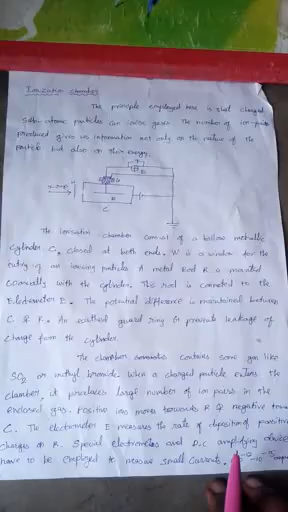 Ionization chamber
The principle employed here is that charged
Sub-atomic particles can ionise gases. The number of ion-pairs
produced gives us information not only on the nature of the
particle but also on their energy.
E
R
C
The ionisation chamber consist of a hollow metallic
cylinder C, closed at both ends. W is a window for the
entry of an ionising particles A metal rod R is mounted
coaxially with the cylinder. This rod is connected to the
Electrometer E. The potential difference is maintained between
C & R. An earthed guard ring G prevents leakage of
charge from the cylinder.
The chamber contains some gas like
SO2 or methyl bromide. When a charged particle enters the
chamber, it produces large number of ion pairs in the
enclosed gas. Positive ions move towards R & negative towards
C. The electrometer E measures the rate of deposition of positive
charges on R. Special electrometers and D.C amplifying devices
have to be employed to measure small currents,